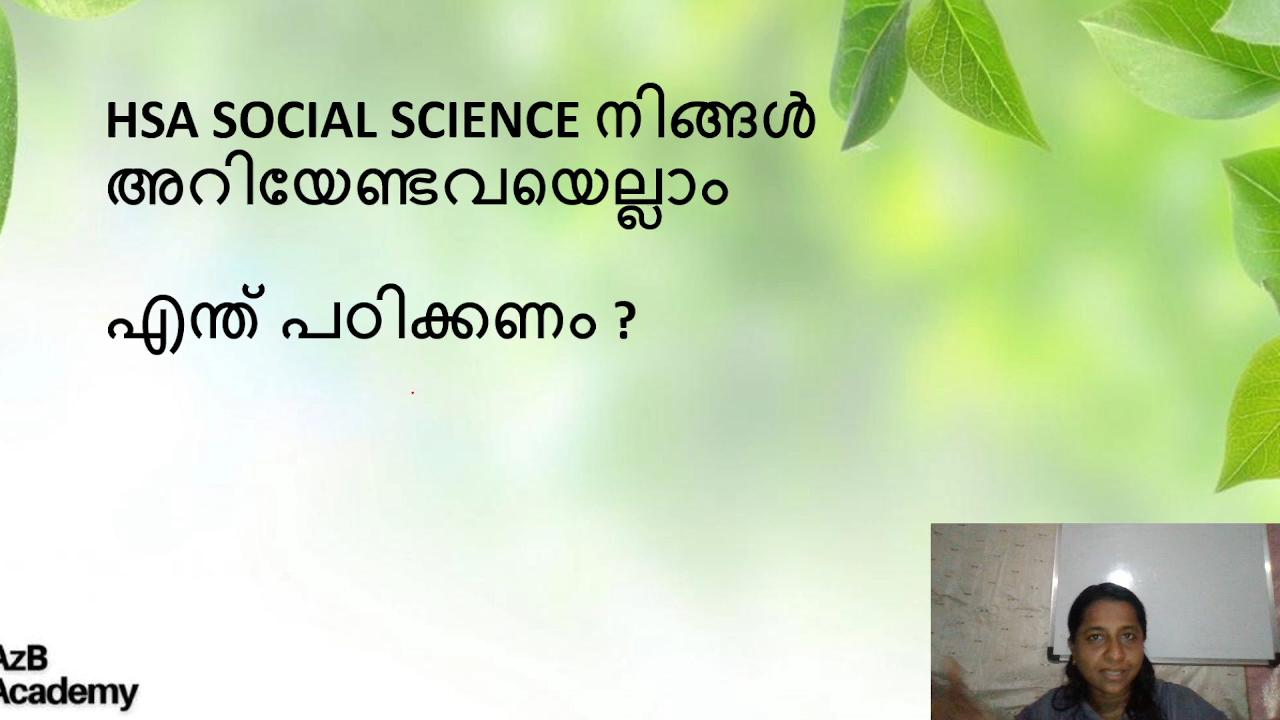 HSA SOCIAL SCIENCE നിങ്ങൾ
അറിയേണ്ടവയെല്ലാം
എന്ത് പഠിക്കണം ?
AzB
Academy